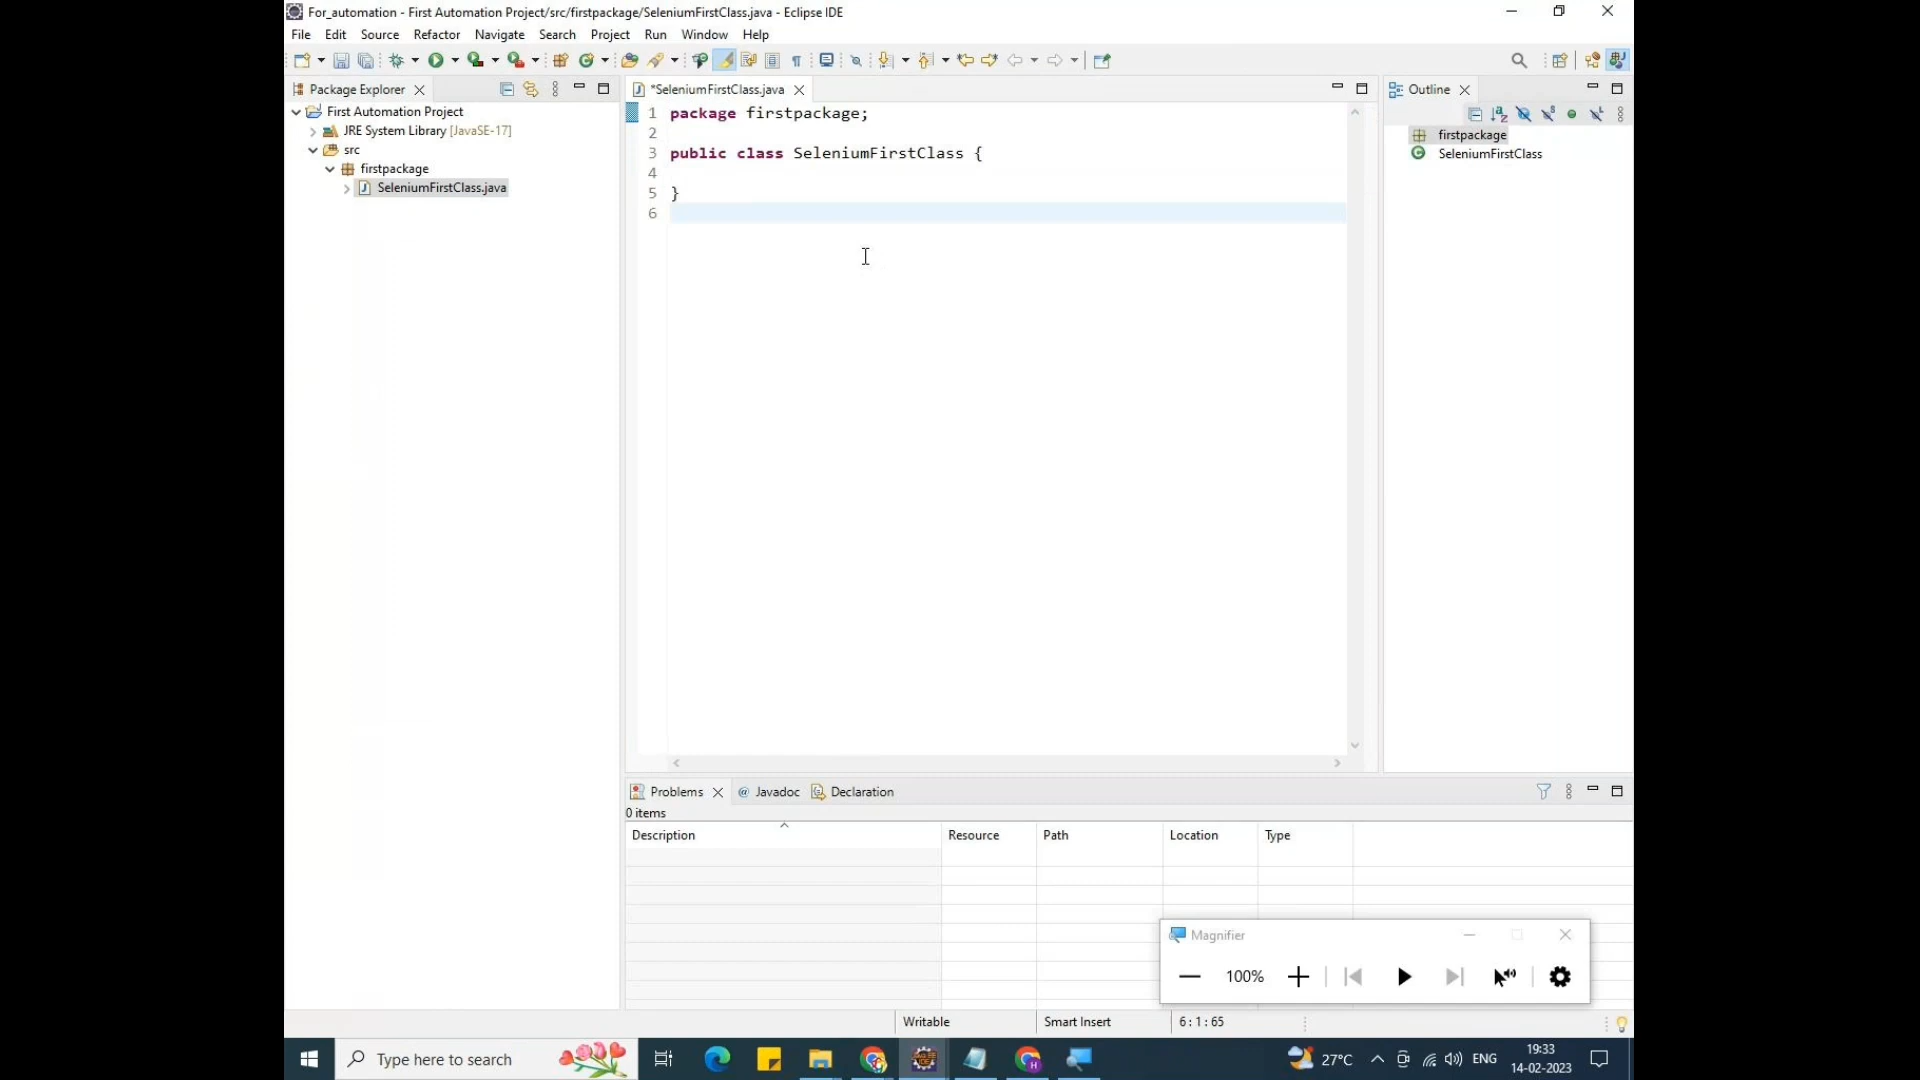 For_automation - First Automation Project/src/firstpackage/SeleniumFirstClass.java - Eclipse IDE
File Edit Source Refactor Navigate Search Project Run Window Help
Package Explorer
First Automation Project
JRE System Library [JavaSE-17]
src
firstpackage
SeleniumFirstClass.java
*SeleniumFirstClass.java
1 package firstpackage;
2
3 public class SeleniumFirstClass {
4
5 }
6
Outline
firstpackage
SeleniumFirstClass
Problems @ Javadoc Declaration
0 items
Description Resource Path Location Type
Magnifier
100%
Writable Smart Insert 6 : 1 : 65
Type here to search
27°C ENG
19:33
14-02-2023